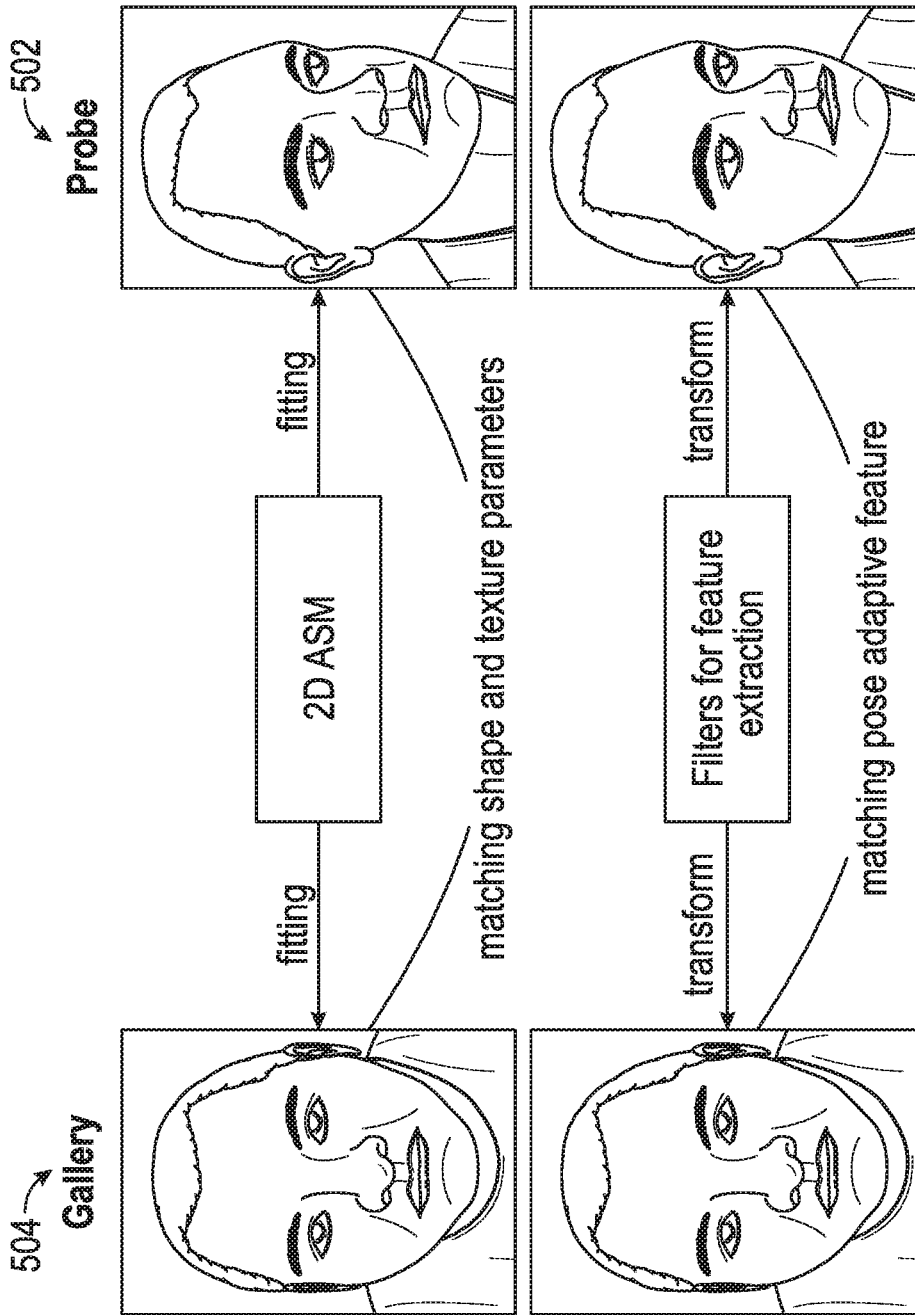 504
Gallery
502
Probe
fitting
2D ASM
fitting
matching shape and texture parameters
transform
Filters for feature
extraction
transform
matching pose adaptive feature